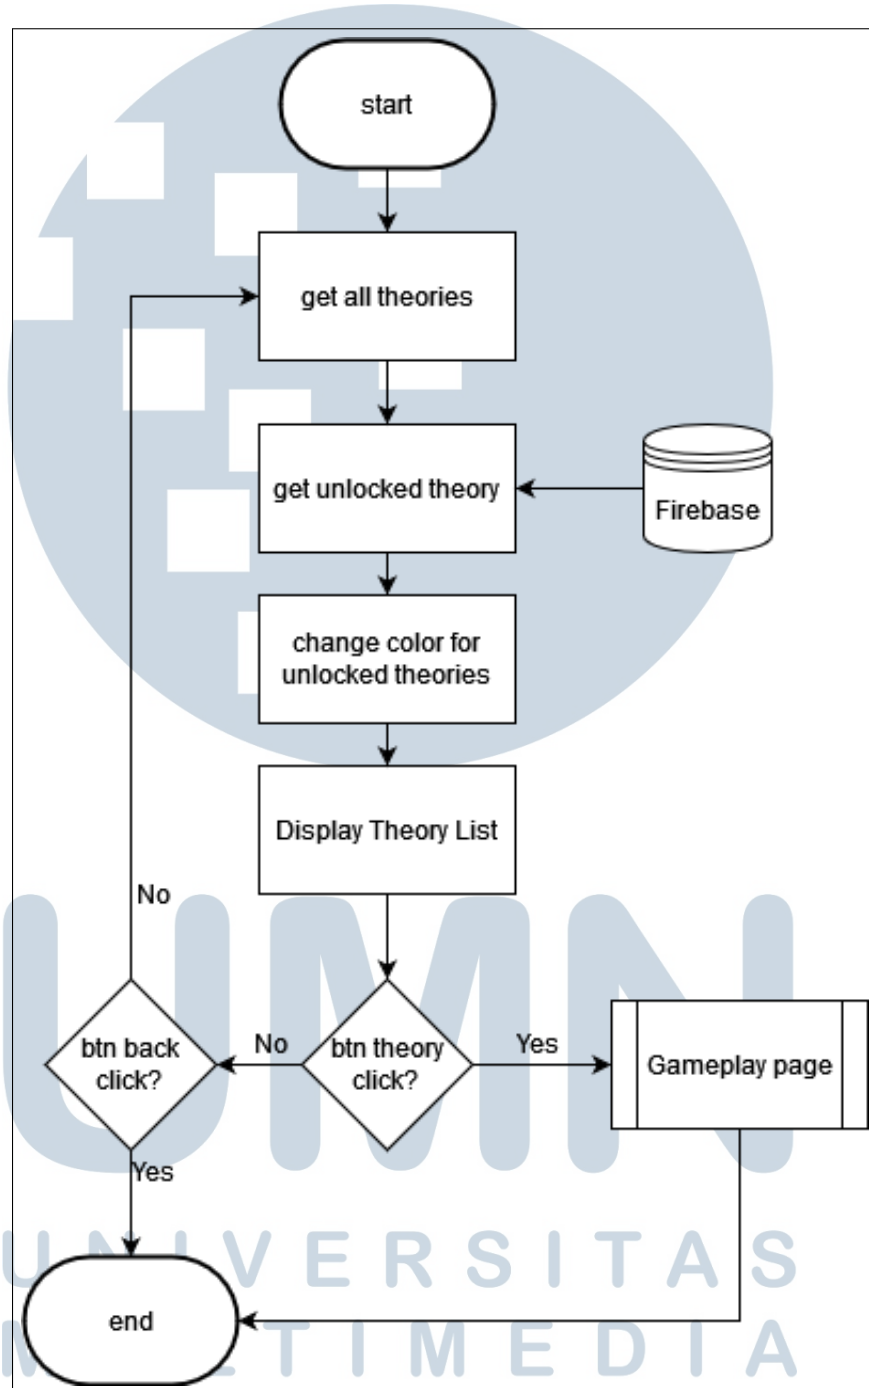 start
get all theories
get unlocked theory
Firebase
change color for
unlocked theories
Display Theory List
No
btn back
click?
No
btn theory
click?
Yes
Gameplay page
Yes
end
UMN
UNIVERSITAS
MULTIMEDIA